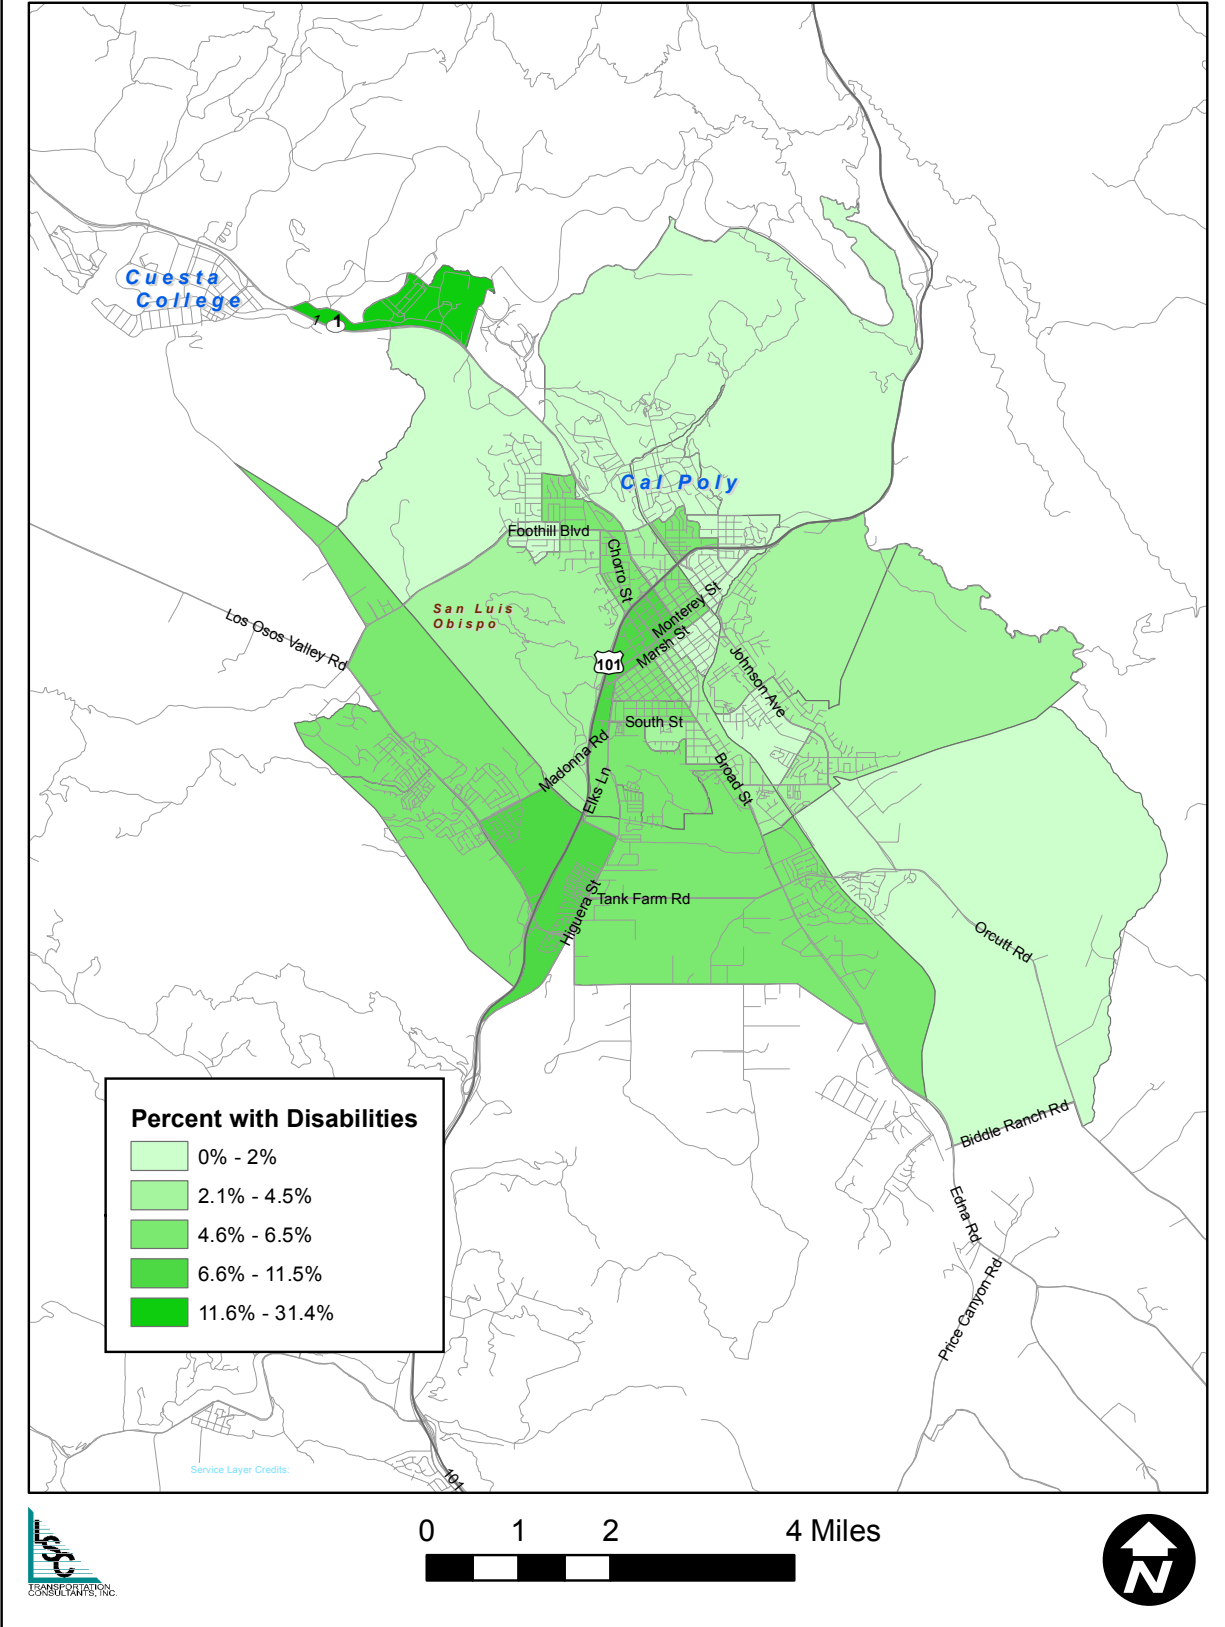 Cuesta
College
1
1
Cal Poly
Foothill Blvd
Chorro St
San Luis
Obispo
Monterey St
Marsh St
Los Osos Valley Rd
101
Johnson Ave
South St
Madonna Rd
Elks Ln
Broad St
Higuera St
Tank Farm Rd
Orcutt Rd
Biddle Ranch Rd
Edna Rd
Price Canyon Rd
Percent with Disabilities
0% - 2%
2.1% - 4.5%
4.6% - 6.5%
6.6% - 11.5%
11.6% - 31.4%
Service Layer Credits:
101
LSC
TRANSPORTATION
CONSULTANTS, INC.
0 1 2 4 Miles
N